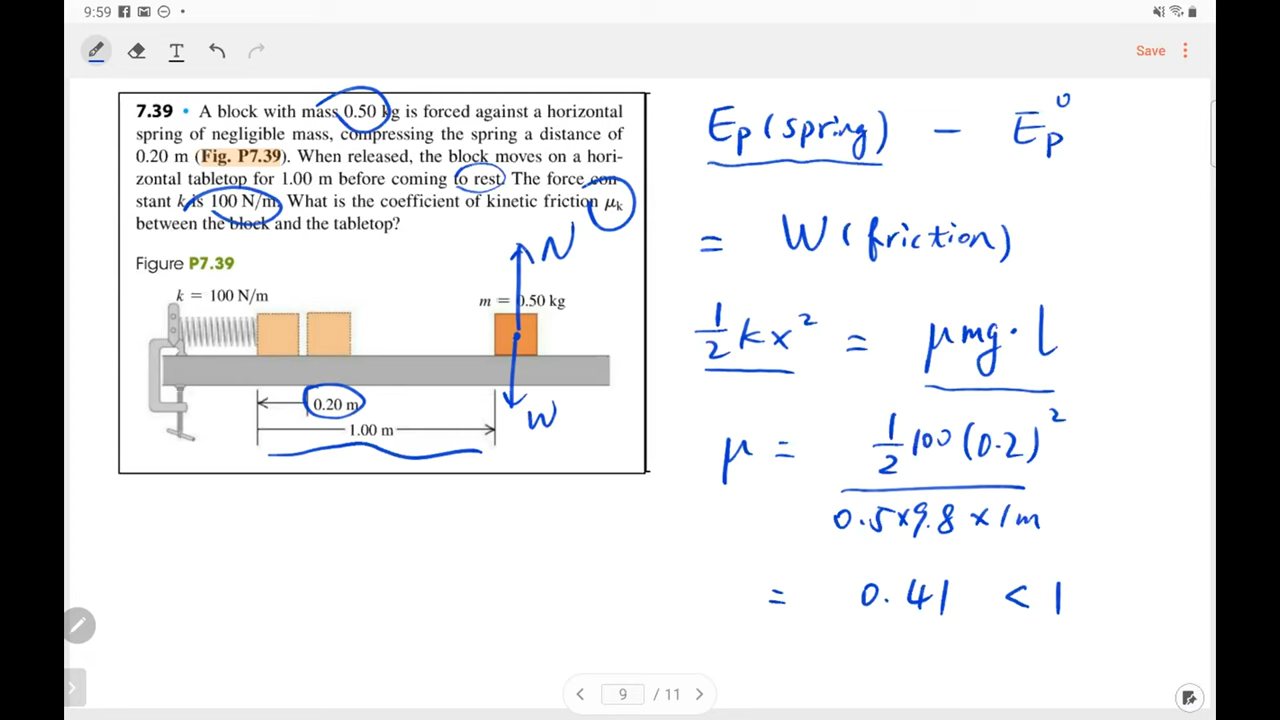 9:59
Save
7.39 • A block with mass 0.50 kg is forced against a horizontal
spring of negligible mass, compressing the spring a distance of
0.20 m (Fig. P7.39). When released, the block moves on a hori-
zontal tabletop for 1.00 m before coming to rest. The force con-
stant k is 100 N/m. What is the coefficient of kinetic friction μk
between the block and the tabletop?
Figure P7.39
k = 100 N/m
m = 0.50 kg
N
0.20 m
W
1.00 m
Ep (spring) - Ep 0
= W (friction)
1/2 kx² = μmg · l
μ = 1/2 100 (0.2)²
0.5×9.8 ×1m
= 0.41 < 1
9 / 11